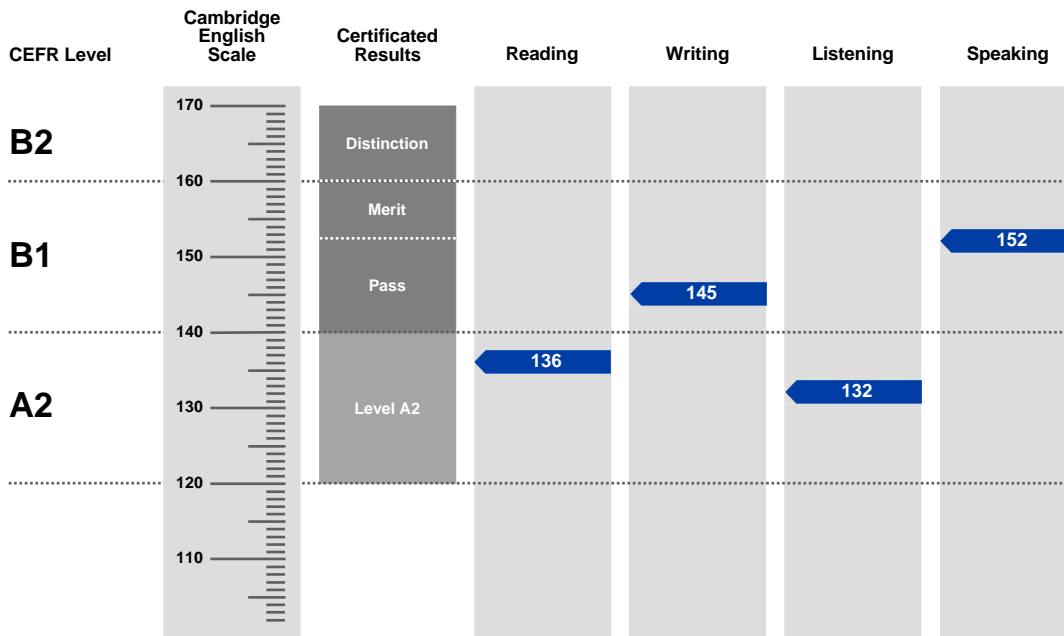 CEFR Level
Cambridge
English
Scale
Certificated
Results
Reading
Writing
Listening
Speaking
170
B2
Distinction
160
Merit
B1
150
152
Pass
145
140
136
A2
130
Level A2
132
120
110